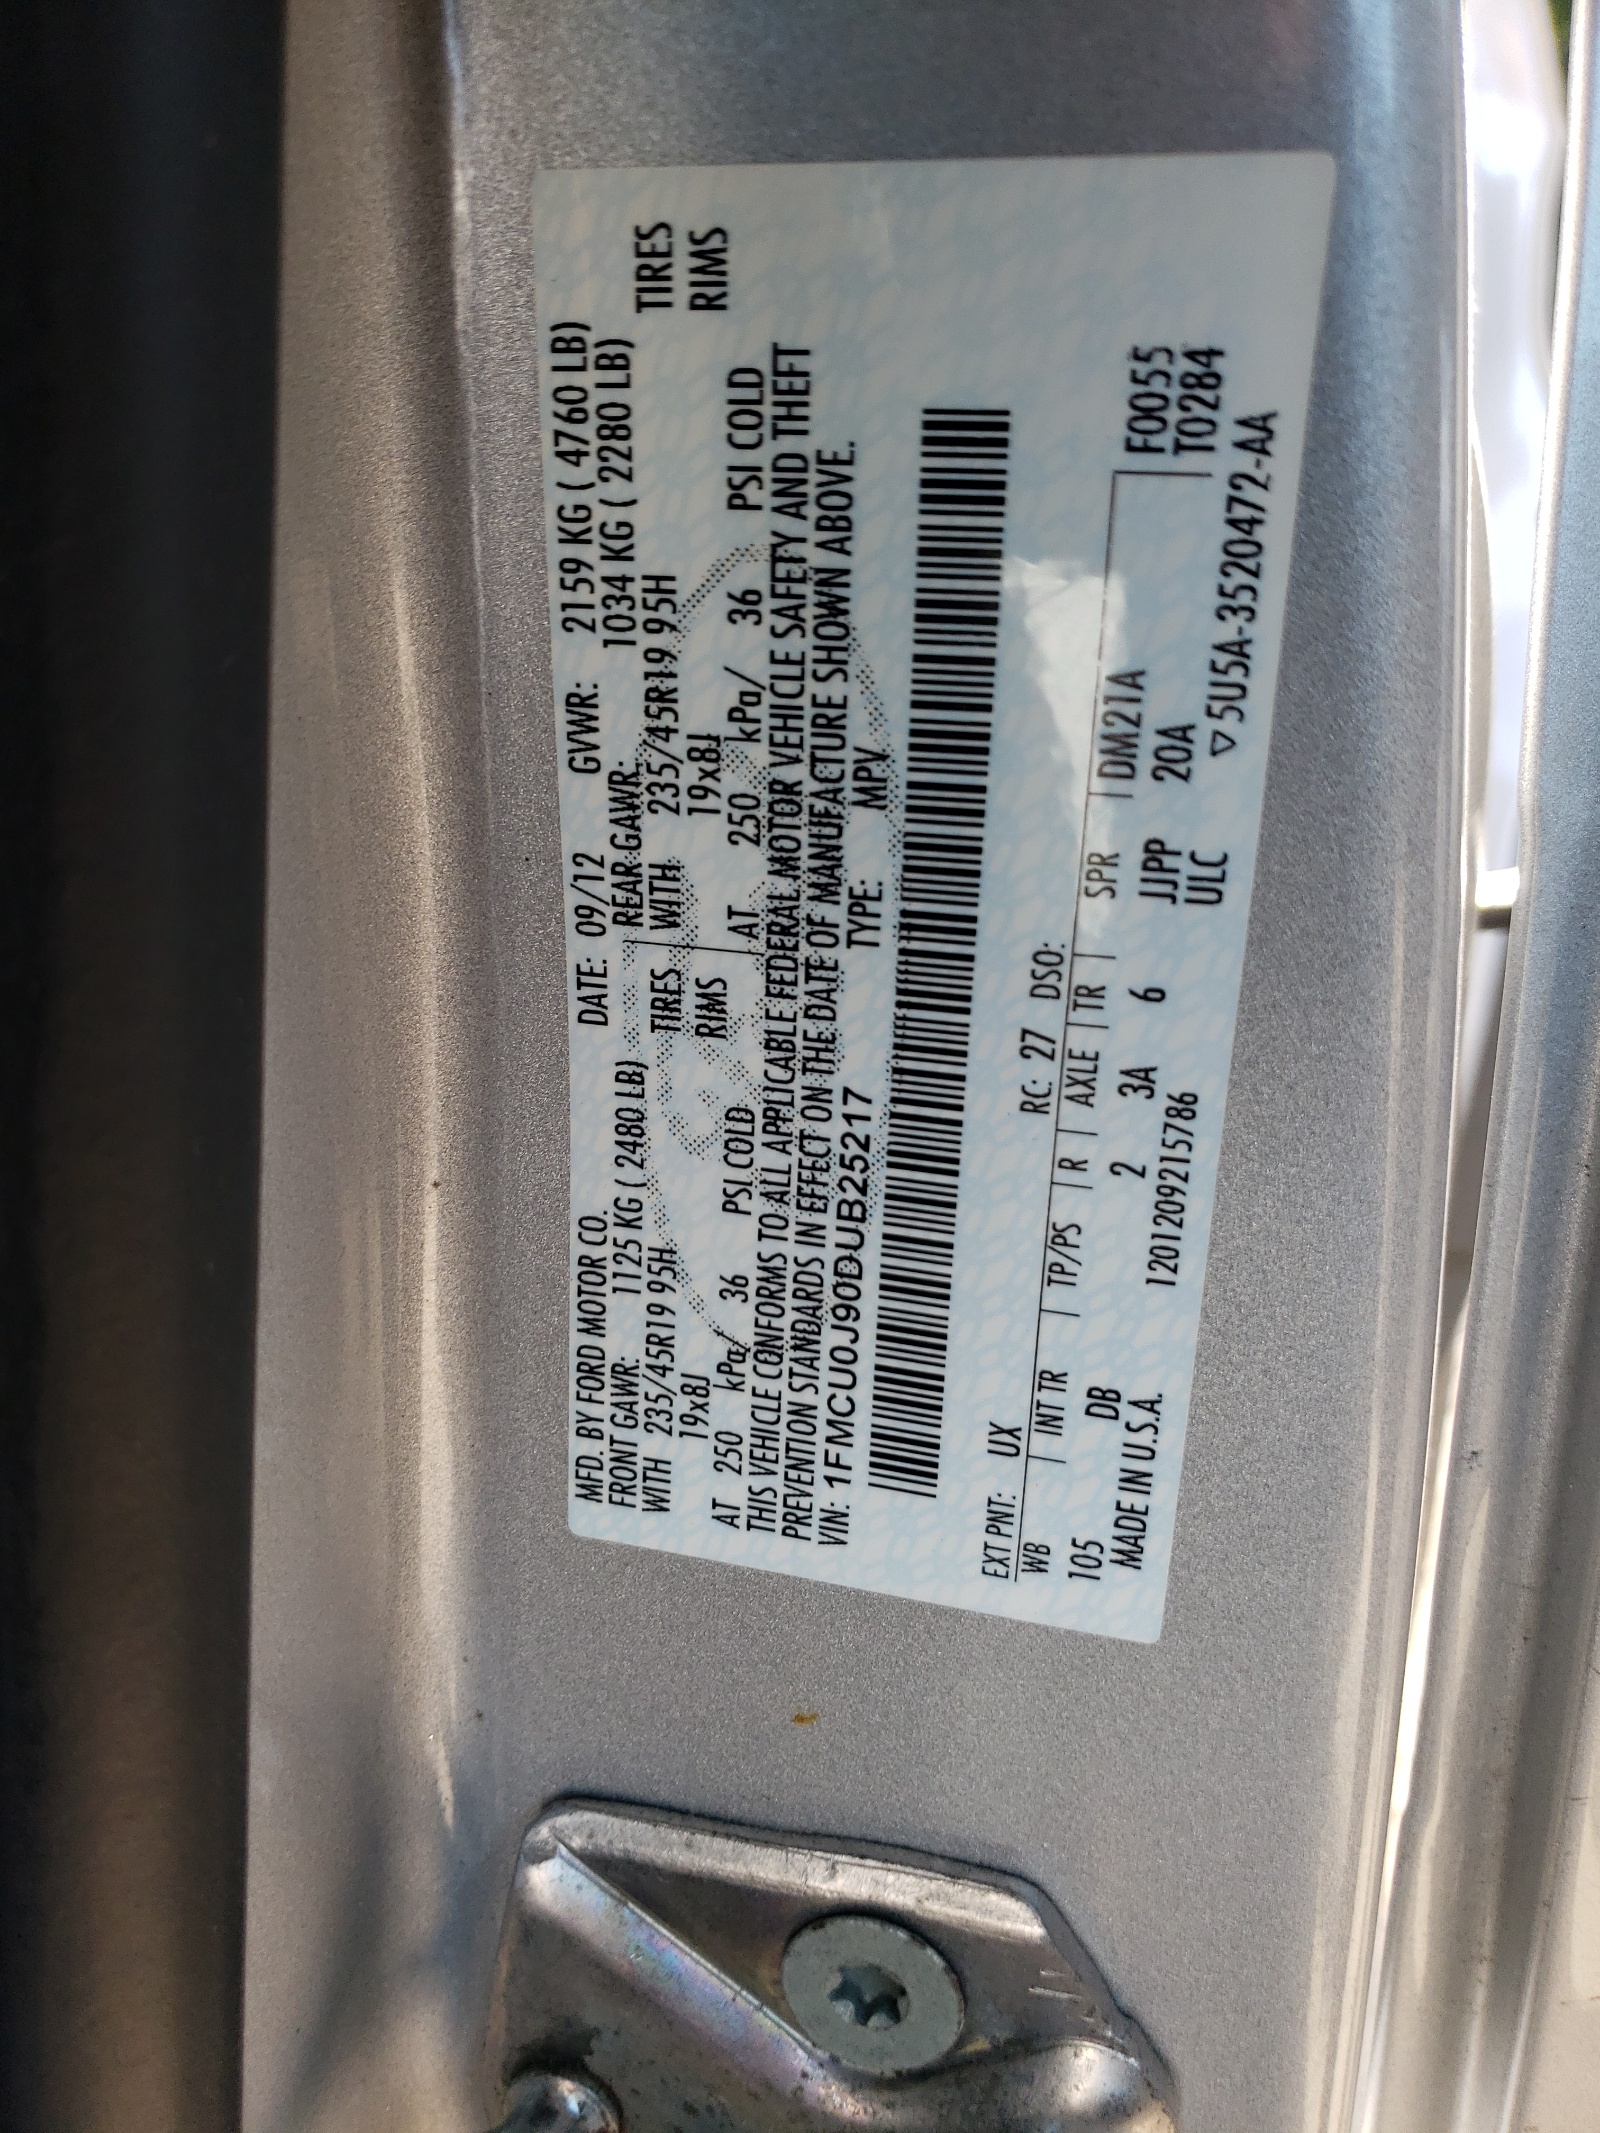 MFD. BY FORD MOTOR CO. DATE: 09/12 GVWR: 2159 KG ( 4760 LB)
FRONT GAWR: 1125 KG ( 2480 LB) REAR GAWR: 1034 KG ( 2280 LB)
WITH 235/45R19 95H TIRES WITH 235/45R19 95H TIRES
19x8J RIMS 19x8J RIMS
AT 250 kPa/ 36 PSI COLD AT 250 kPa/ 36 PSI COLD
THIS VEHICLE CONFORMS TO ALL APPLICABLE FEDERAL MOTOR VEHICLE SAFETY AND THEFT
PREVENTION STANDARDS IN EFFECT ON THE DATE OF MANUFACTURE SHOWN ABOVE.
VIN: 1FMCU0J90DUB25217 TYPE: MPV
EXT PNT: UX RC: 27 DSO:
WB | INT TR | TP/PS | R | AXLE | TR | SPR | DM21A F0055
105 DB 2 3A 6 JJPP 20A T0284
MADE IN U.S.A. 1201209215786 ULC ▽5U5A-3520472-AA